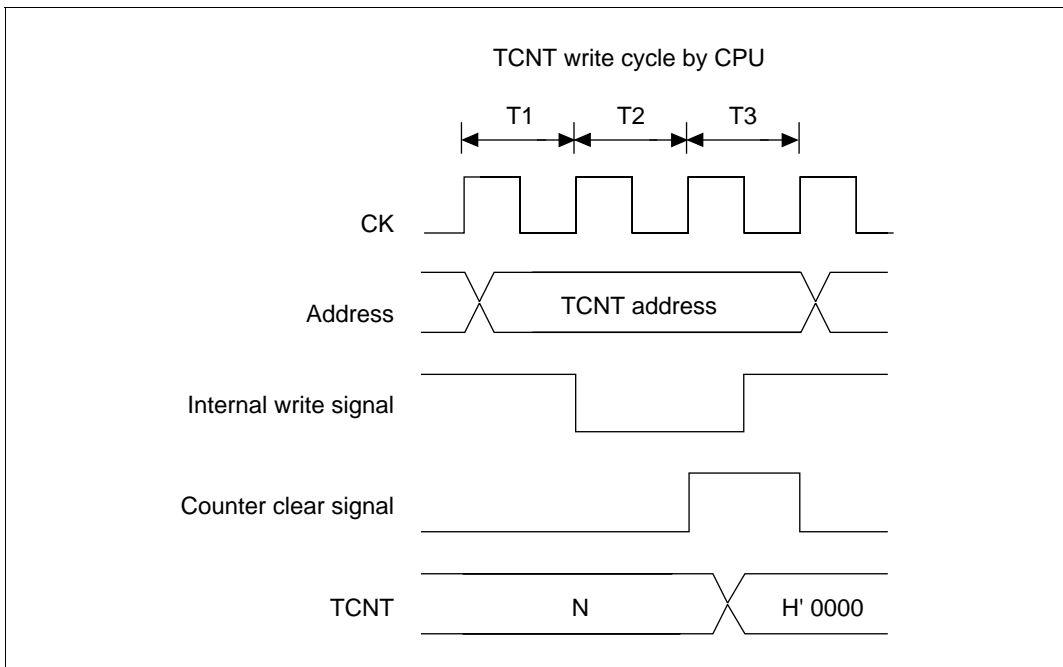 TCNT write cycle by CPU
T1 T2 T3
CK
Address TCNT address
Internal write signal
Counter clear signal
TCNT N H' 0000